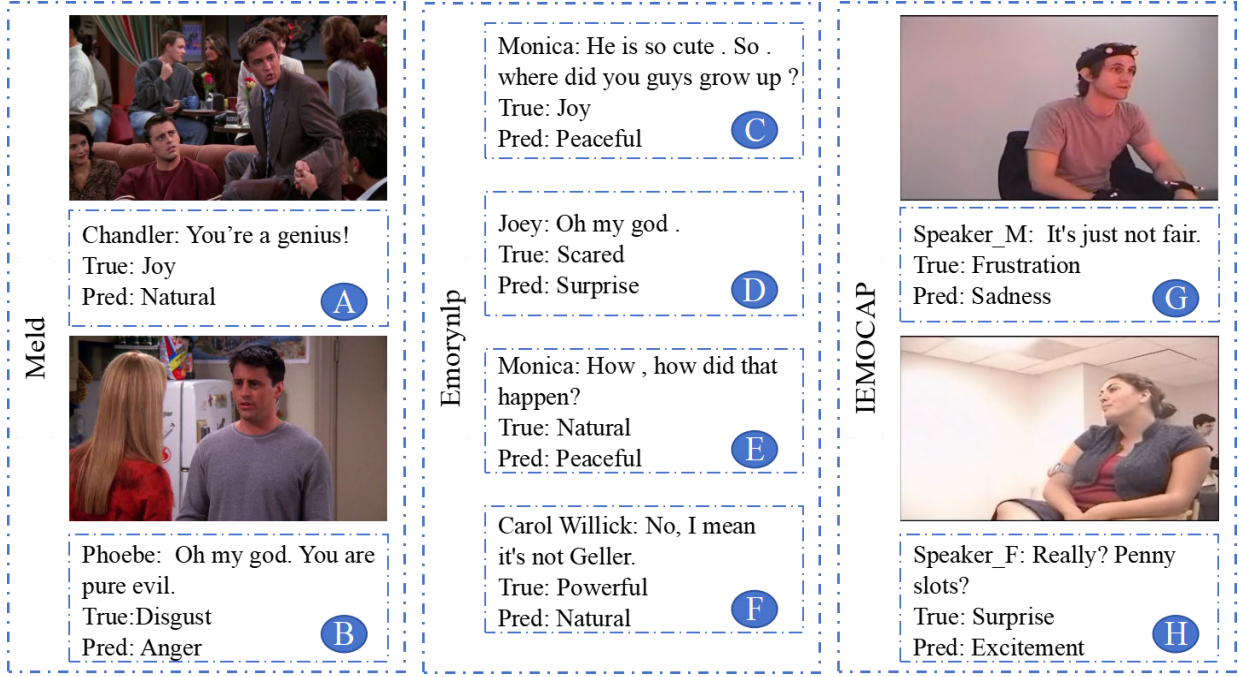 Meld
Chandler: You’re a genius!
True: Joy
Pred: Natural
A
Phoebe:  Oh my god. You are
pure evil.
True:Disgust
Pred: Anger
B
Emorynlp
Monica: He is so cute . So .
where did you guys grow up ?
True: Joy
Pred: Peaceful
C
Joey: Oh my god .
True: Scared
Pred: Surprise
D
Monica: How , how did that
happen?
True: Natural
Pred: Peaceful
E
Carol Willick: No, I mean
it's not Geller.
True: Powerful
Pred: Natural
F
IEMOCAP
Speaker_M:  It's just not fair.
True: Frustration
Pred: Sadness
G
Speaker_F: Really? Penny
slots?
True: Surprise
Pred: Excitement
H